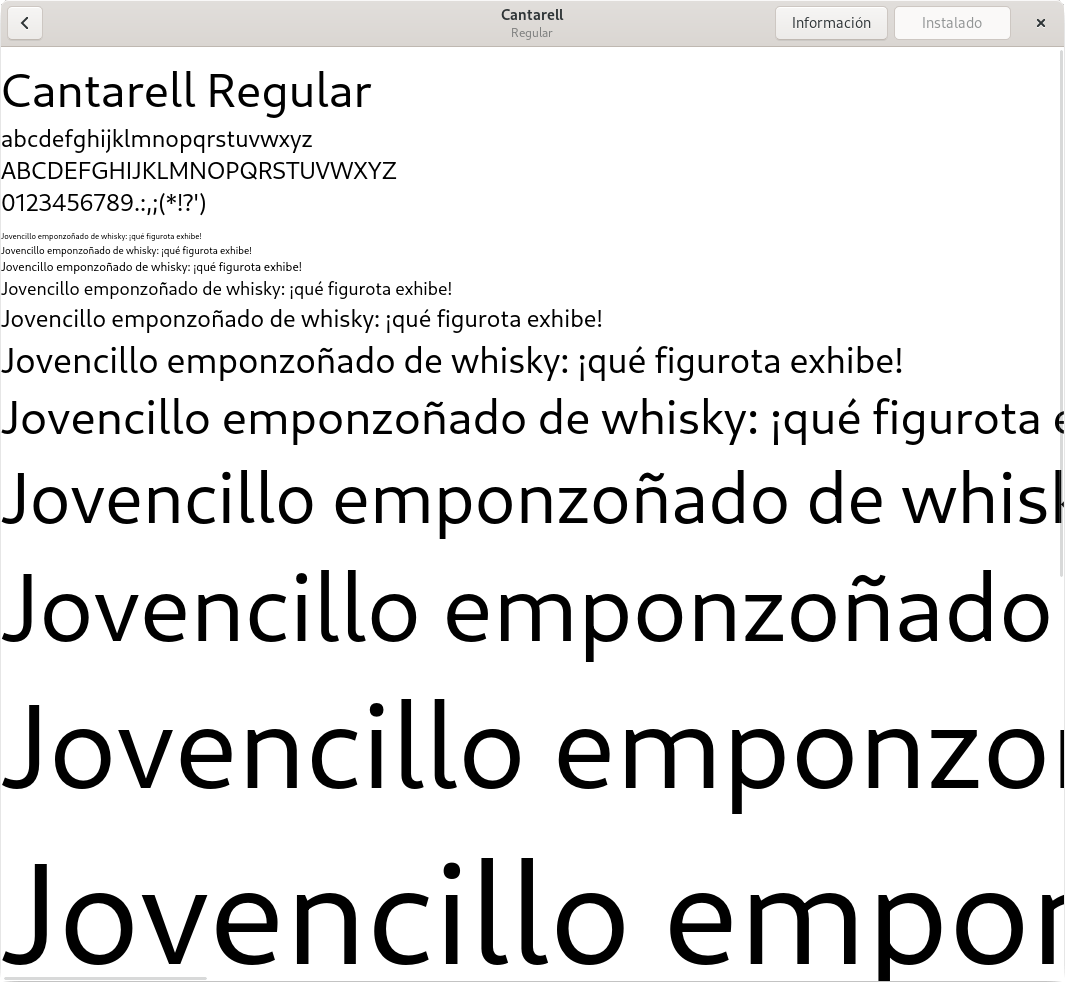 Cantarell
Regular
Información
Instalado
Cantarell Regular
abcdefghijklmnopqrstuvwxyz
ABCDEFGHIJKLMNOPQRSTUVWXYZ
0123456789.:,;(*!?')
Jovencillo emponzoñado de whisky: ¡qué figurota exhibe!
Jovencillo emponzoñado de whisky: ¡qué figurota exhibe!
Jovencillo emponzoñado de whisky: ¡qué figurota exhibe!
Jovencillo emponzoñado de whisky: ¡qué figurota exhibe!
Jovencillo emponzoñado de whisky: ¡qué figurota exhibe!
Jovencillo emponzoñado de whisky: ¡qué figurota exhibe!
Jovencillo emponzoñado de whisky: ¡qué figurota e
Jovencillo emponzoñado de whisk
Jovencillo emponzoñado
Jovencillo emponzo
Jovencillo empo